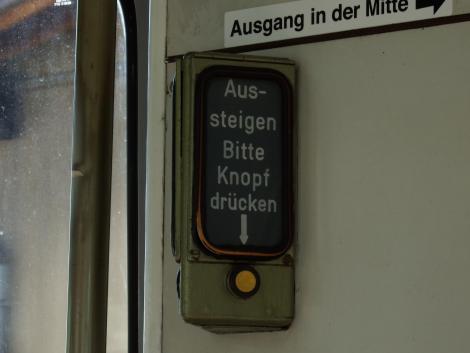 Ausgang in der Mitte →
Aus-
steigen
Bitte
Knopf
drücken
↓